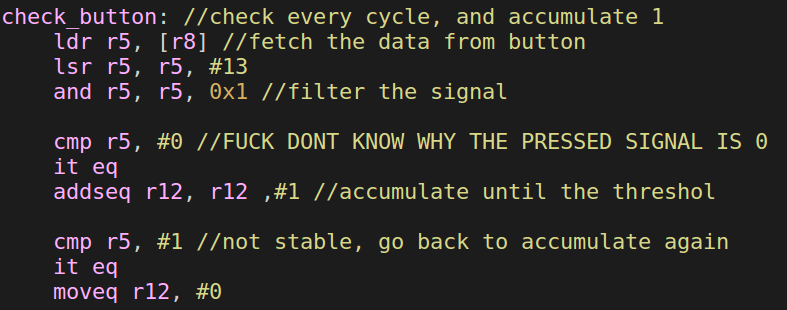 check_button: //check every cycle, and accumulate 1
ldr r5, [r8] //fetch the data from button
lsr r5, r5, #13
and r5, r5, 0x1 //filter the signal
cmp r5, #0 //FUCK DONT KNOW WHY THE PRESSED SIGNAL IS 0
it eq
addseq r12, r12 ,#1 //accumulate until the threshol
cmp r5, #1 //not stable, go back to accumulate again
it eq
moveq r12, #0